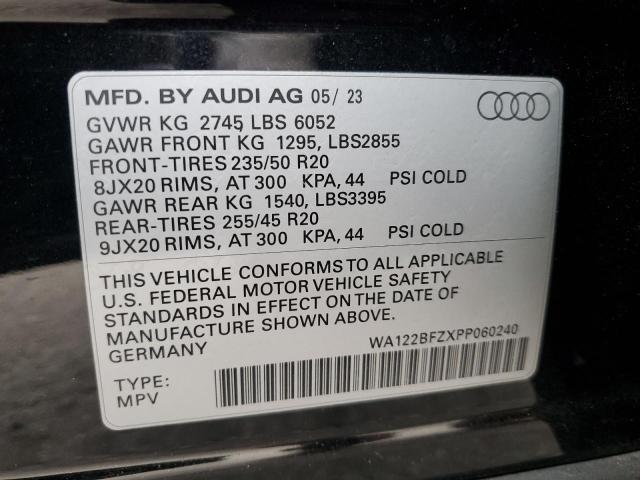 MFD. BY AUDI AG 05/ 23
GVWR KG 2745 LBS 6052
GAWR FRONT KG 1295, LBS2855
FRONT-TIRES 235/50 R20
8JX20 RIMS, AT 300 KPA, 44 PSI COLD
GAWR REAR KG 1540, LBS3395
REAR-TIRES 255/45 R20
9JX20 RIMS, AT 300 KPA, 44 PSI COLD
THIS VEHICLE CONFORMS TO ALL APPLICABLE
U.S. FEDERAL MOTOR VEHICLE SAFETY
STANDARDS IN EFFECT ON THE DATE OF
MANUFACTURE SHOWN ABOVE.
GERMANY
WA122BFZXPP060240
TYPE:
MPV